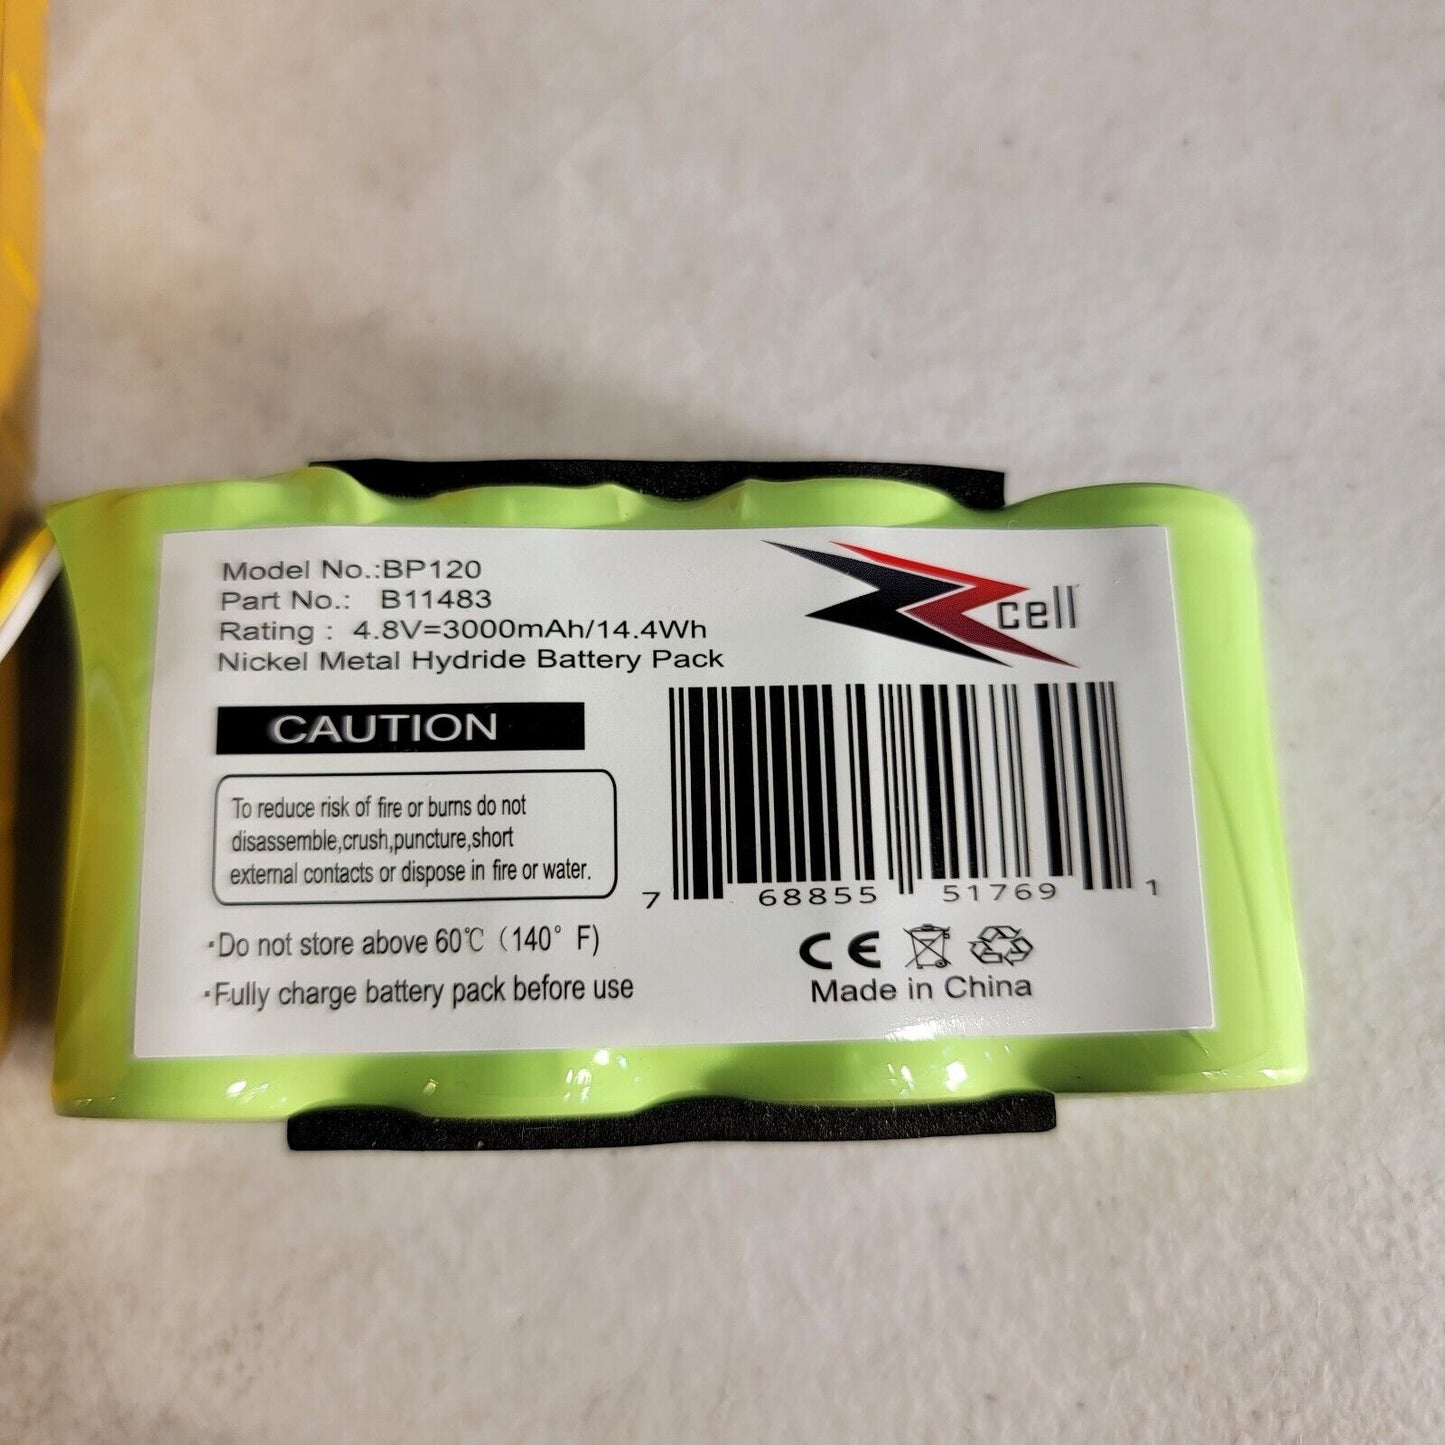 Model No.:BP120
Part No.: B11483
Rating : 4.8V=3000mAh/14.4Wh
Nickel Metal Hydride Battery Pack
cell
CAUTION
To reduce risk of fire or burns do not
disassemble,crush,puncture,short
external contacts or dispose in fire or water.
·Do not store above 60℃（140° F)
·Fully charge battery pack before use
7 68855 51769 1
CE
Made in China